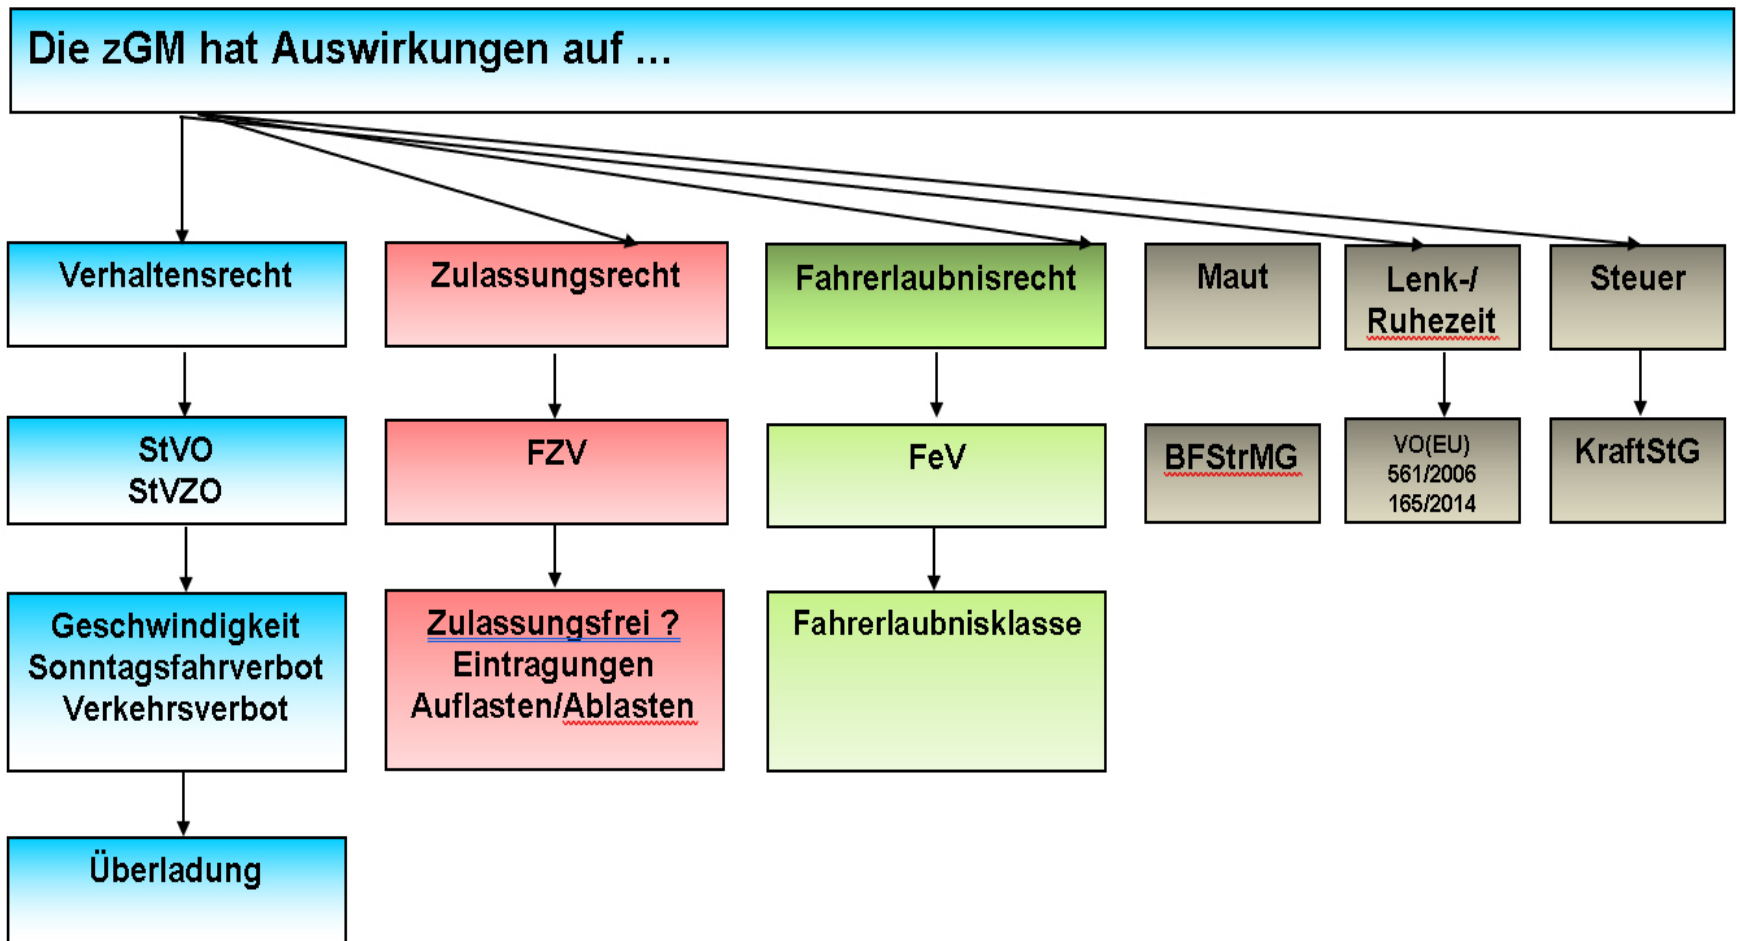 Die zGM hat Auswirkungen auf ...
Verhaltensrecht
Zulassungsrecht
Fahrerlaubnisrecht
Maut
Lenk-/
Ruhezeit
Steuer
StVO
StVZO
FZV
FeV
BFStrMG
VO(EU)
561/2006
165/2014
KraftStG
Geschwindigkeit
Sonntagsfahrverbot
Verkehrsverbot
Zulassungsfrei ?
Eintragungen
Auflasten/Ablasten
Fahrerlaubnisklasse
Überladung